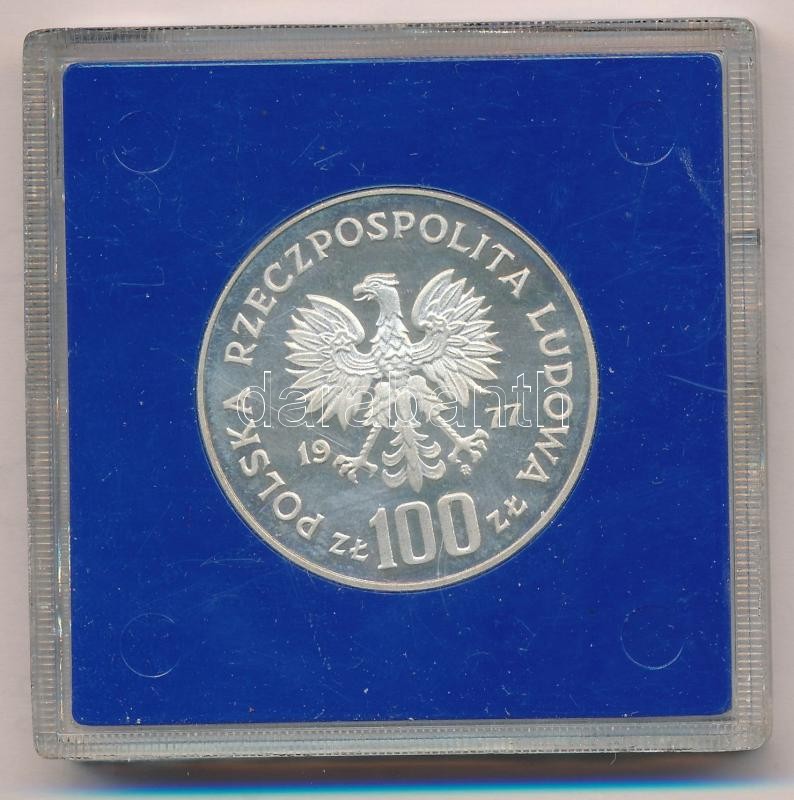 POLSKA RZECZPOSPOLITA LUDOWA
19 77
zł 100 zł
darabanth